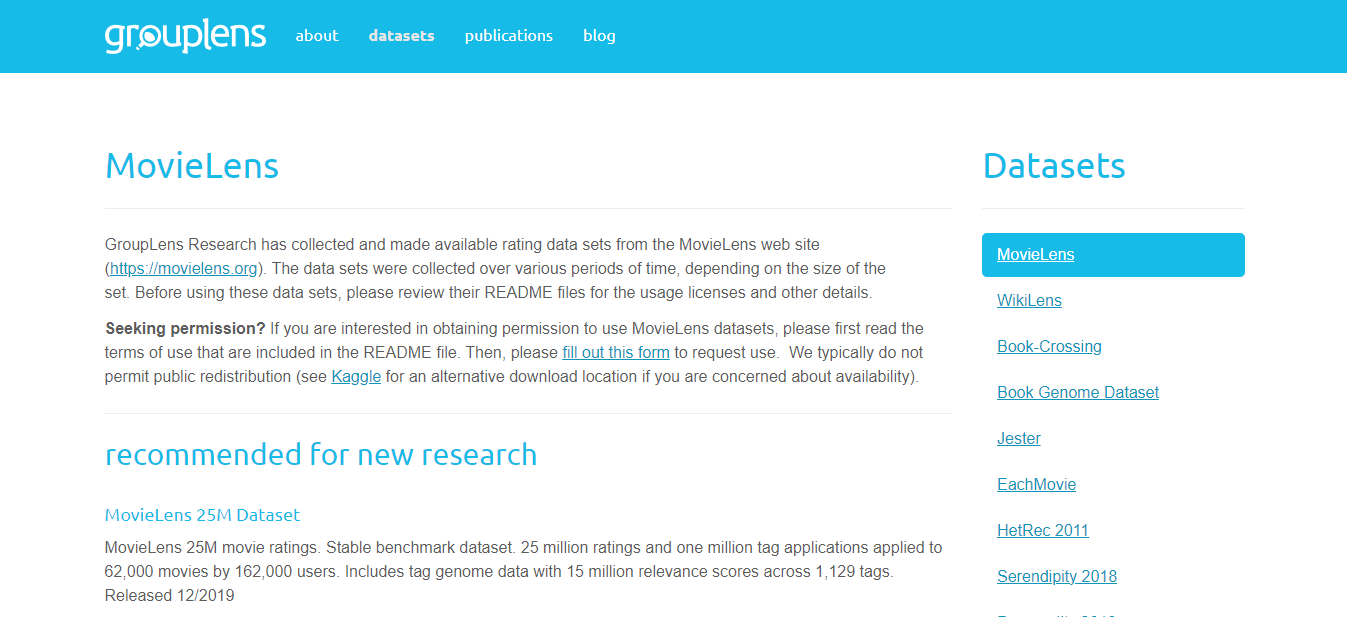 grouplens about datasets publications blog
MovieLens
GroupLens Research has collected and made available rating data sets from the MovieLens web site
(https://movielens.org). The data sets were collected over various periods of time, depending on the size of the
set. Before using these data sets, please review their README files for the usage licenses and other details.
Seeking permission? If you are interested in obtaining permission to use MovieLens datasets, please first read the
terms of use that are included in the README file. Then, please fill out this form to request use.  We typically do not
permit public redistribution (see Kaggle for an alternative download location if you are concerned about availability).
recommended for new research
MovieLens 25M Dataset
MovieLens 25M movie ratings. Stable benchmark dataset. 25 million ratings and one million tag applications applied to
62,000 movies by 162,000 users. Includes tag genome data with 15 million relevance scores across 1,129 tags.
Released 12/2019
Datasets
MovieLens
WikiLens
Book-Crossing
Book Genome Dataset
Jester
EachMovie
HetRec 2011
Serendipity 2018